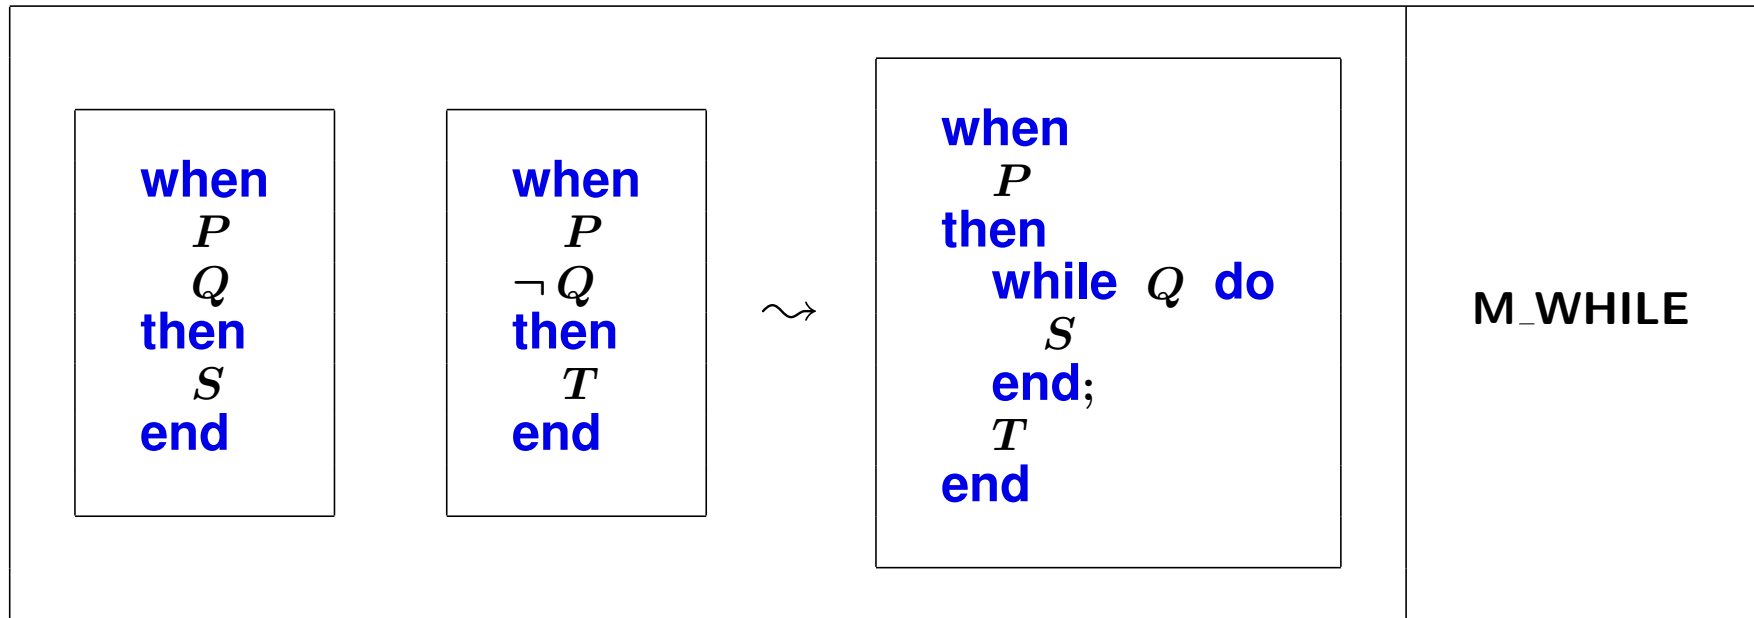 when
P
Q
then
S
end
when
P
¬ Q
then
T
end
⤳
when
P
then
while Q do
S
end;
T
end
M_WHILE